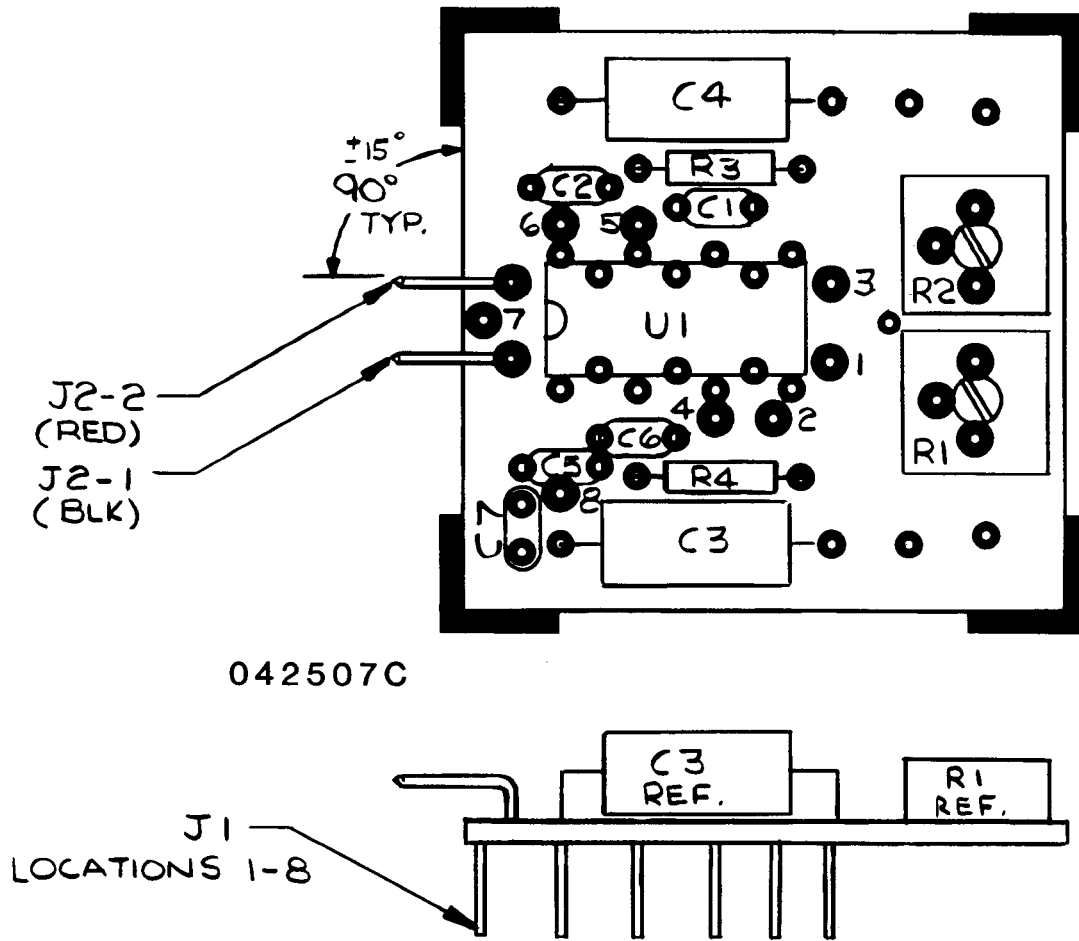 C4
±15°
90°
TYP.
R3
C2
C1
6
5
3
R2
7
U1
1
J2-2
(RED)
J2-1
(BLK)
4
2
C6
R1
C5
R4
8
C7
C3
042507C
C3
REF.
R1
REF.
J1
LOCATIONS 1-8